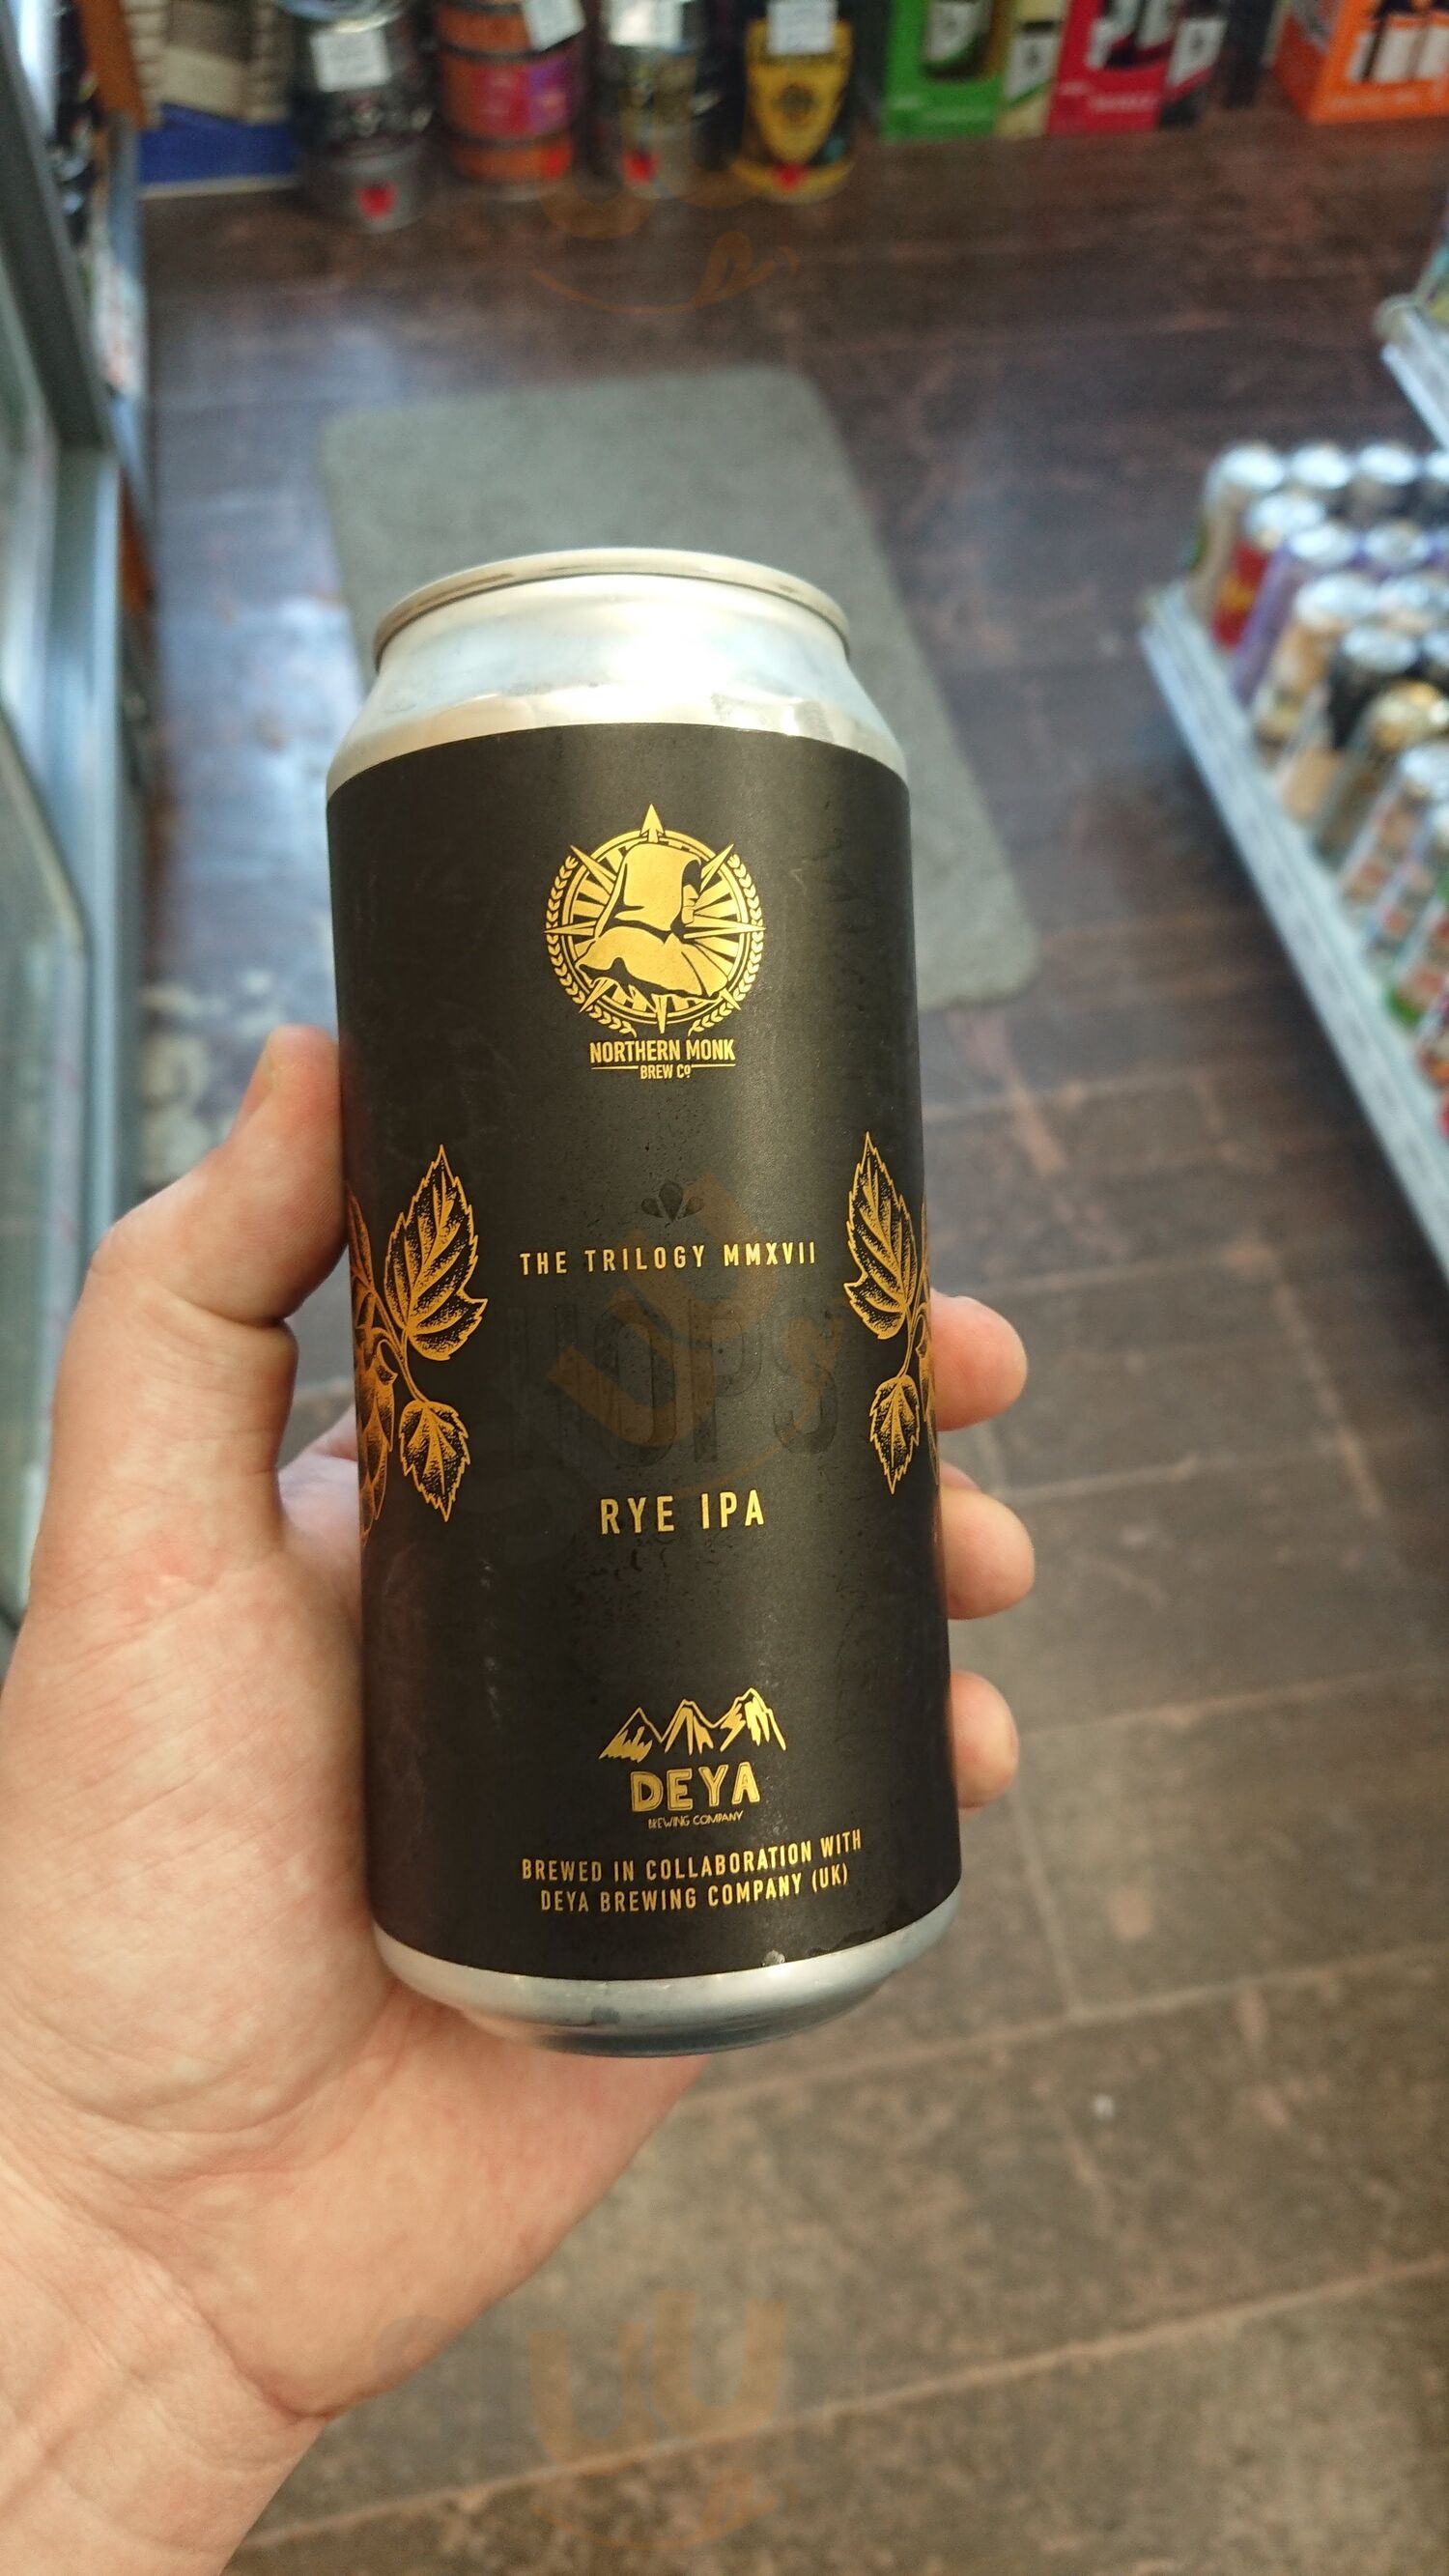 NORTHERN MONK
BREW Cº
THE TRILOGY MMXVII
HOPS
RYE IPA
DEYA
BREWING COMPANY
BREWED IN COLLABORATION WITH
DEYA BREWING COMPANY (UK)